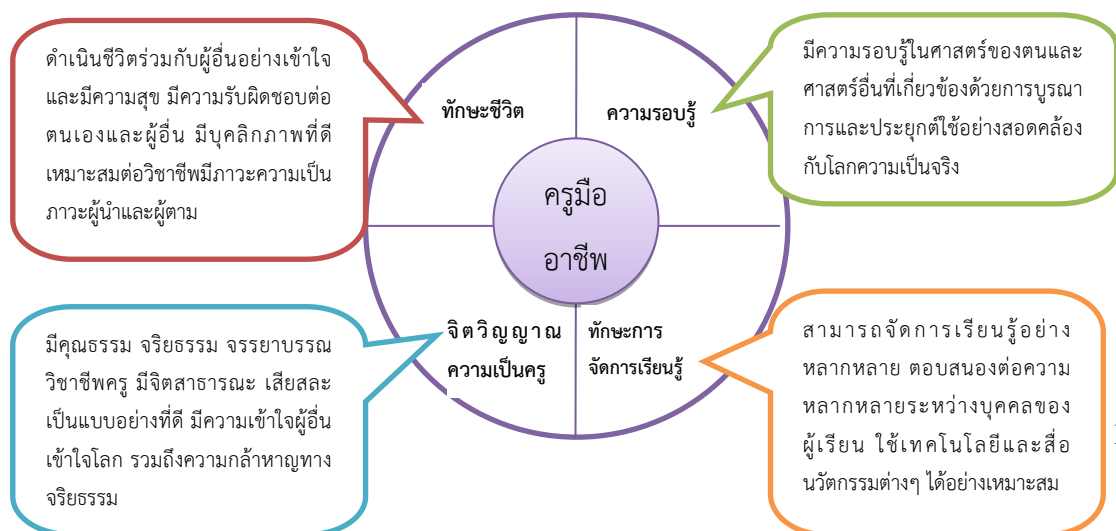 ดำเนินชีวิตร่วมกับผู้อื่นอย่างเข้าใจ
และมีความสุข มีความรับผิดชอบต่อ
ตนเองและผู้อื่น มีบุคลิกภาพที่ดี
เหมาะสมต่อวิชาชีพมีภาวะความเป็น
ภาวะผู้นำและผู้ตาม
ทักษะชีวิต
ความรอบรู้
มีความรอบรู้ในศาสตร์ของตนและ
ศาสตร์อื่นที่เกี่ยวข้องด้วยการบูรณา
การและประยุกต์ใช้อย่างสอดคล้อง
กับโลกความเป็นจริง
ครูมือ
อาชีพ
มีคุณธรรม จริยธรรม จรรยาบรรณ
วิชาชีพครู มีจิตสาธารณะ เสียสละ
เป็นแบบอย่างที่ดี มีความเข้าใจผู้อื่น
เข้าใจโลก รวมถึงความกล้าหาญทาง
จริยธรรม
จิตวิญญาณ
ความเป็นครู
ทักษะการ
จัดการเรียนรู้
สามารถจัดการเรียนรู้อย่าง
หลากหลาย ตอบสนองต่อความ
หลากหลายระหว่างบุคคลของ
ผู้เรียน ใช้เทคโนโลยีและสื่อ
นวัตกรรมต่างๆ ได้อย่างเหมาะสม